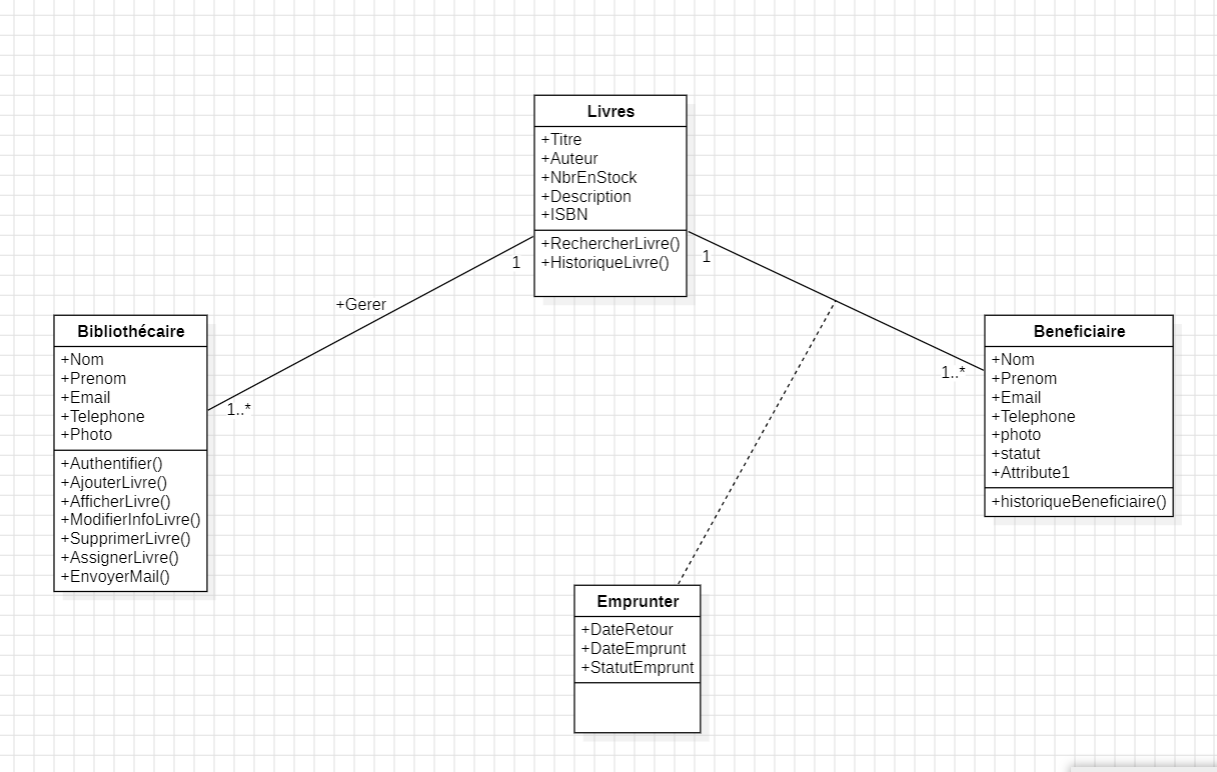 Livres
+Titre
+Auteur
+NbrEnStock
+Description
+ISBN
+RechercherLivre()
+HistoriqueLivre()
1
1
+Gerer
Bibliothécaire
+Nom
+Prenom
+Email
+Telephone
+Photo
+Authentifier()
+AjouterLivre()
+AfficherLivre()
+ModifierInfoLivre()
+SupprimerLivre()
+AssignerLivre()
+EnvoyerMail()
1..*
1..*
Beneficiaire
+Nom
+Prenom
+Email
+Telephone
+photo
+statut
+Attribute1
+historiqueBeneficiaire()
Emprunter
+DateRetour
+DateEmprunt
+StatutEmprunt